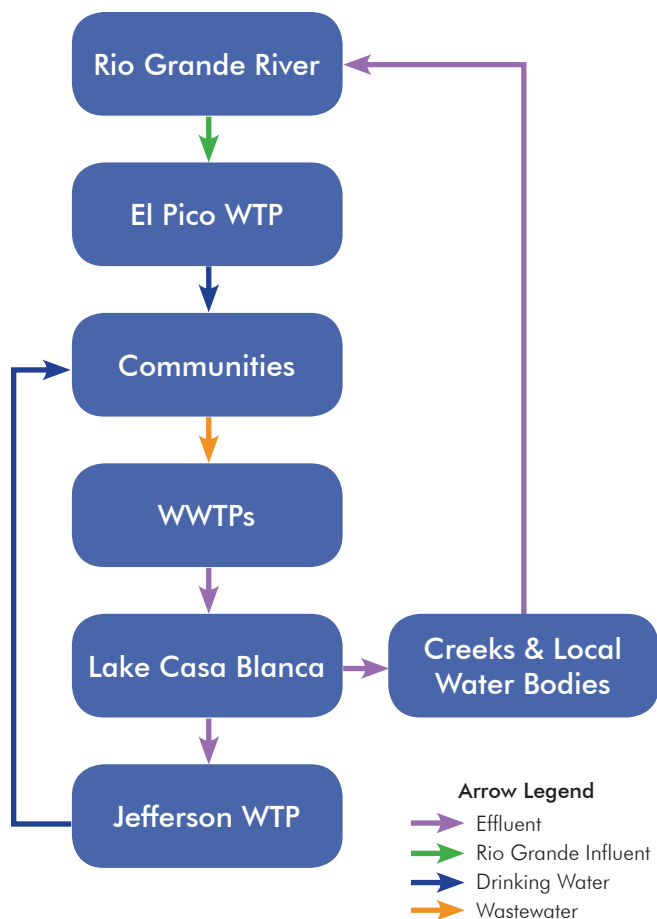 Rio Grande River
El Pico WTP
Communities
WWTPs
Lake Casa Blanca
Creeks & Local
Water Bodies
Jefferson WTP
Arrow Legend
Effluent
Rio Grande Influent
Drinking Water
Wastewater